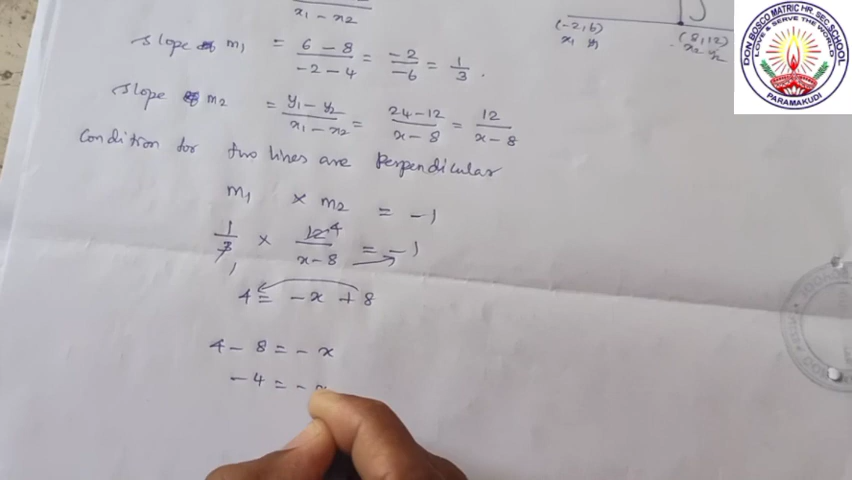 x₁ − x₂
(-2, 6)
x₁ y₁
(8, 12)
x₂ y₂
DON BOSCO MATRIC HR. SEC SCHOOL
LOVE & SERVE THE WORLD
PARAMAKUDI
Slope m₁ = 6 − 8 / −2 − 4 = −2 / −6 = 1/3 .
Slope m₂ = y₁ − y₂ / x₁ − x₂ = 24 − 12 / x − 8 = 12 / x − 8
Condition for two lines are perpendicular
m₁ × m₂ = −1
1/3 × 12 4 / x − 8 = −1
1
4 = −x + 8
4 − 8 = − x
− 4 = − x